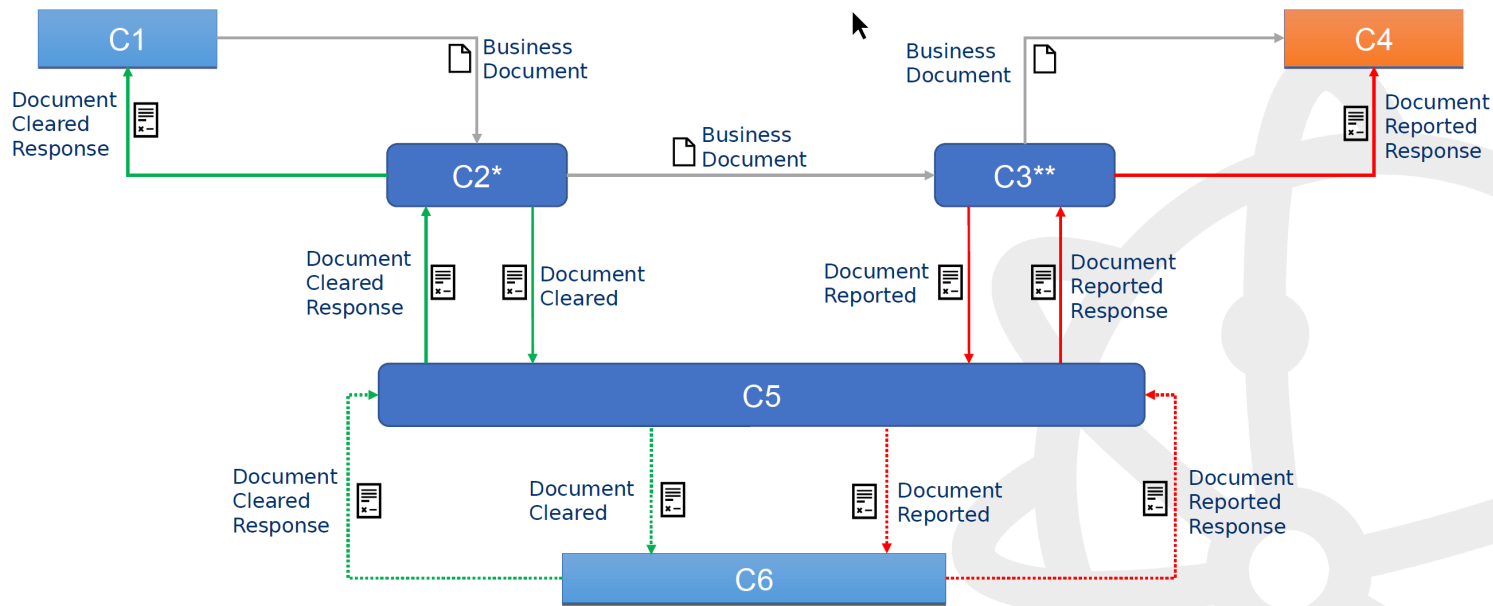 C1
Business
Document
Business
Document
C4
Document
Cleared
Response
Document
Reported
Response
C2*
Business
Document
C3**
Document
Cleared
Response
Document
Cleared
Document
Reported
Document
Reported
Response
C5
Document
Cleared
Response
Document
Cleared
Document
Reported
Document
Reported
Response
C6